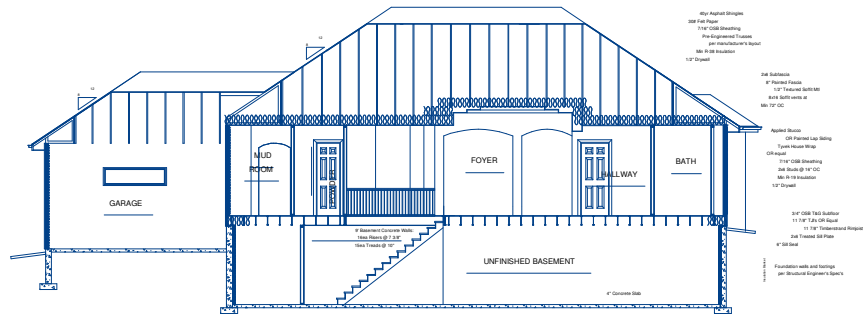 40yr Asphalt Shingles
30# Felt Paper
7/16" OSB Sheathing
Pre-Engineered Trusses
per manufacturer's layout
Min R-38 Insulation
1/2" Drywall
12
12
2x6 Subfascia
8" Painted Fascia
1/2" Textured Soffit Mtl
8x16 Soffit vents at
Min 72" OC
Applied Stucco
OR Painted Lap Siding
Tyvek House Wrap
OR equal
7/16" OSB Sheathing
2x6 Studs @ 16" OC
Min R-19 Insulation
1/2" Drywall
MUD
ROOM
POWDER
FOYER
HALLWAY
BATH
GARAGE
3/4" OSB T&G Subfloor
11 7/8" TJI's OR Equal
11 7/8" Timberstrand Rimjoist
2x6 Treated Sill Plate
6" Sill Seal
9' Basement Concrete Walls:
16ea Risers @ 7 3/8"
15ea Treads @ 10"
UNFINISHED BASEMENT
4" Concrete Slab
Foundation walls and footings
per Structural Engineer's Spec's